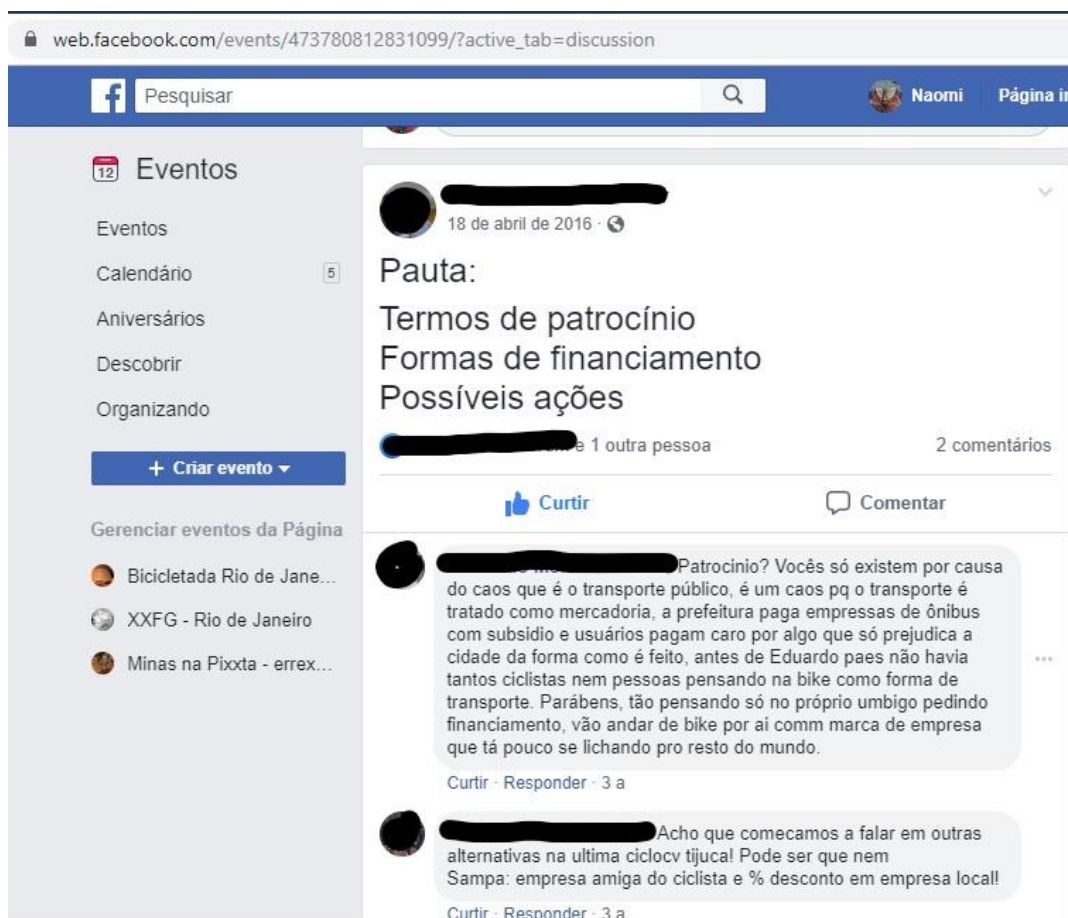 web.facebook.com/events/473780812831099/?active_tab=discussion
Pesquisar
Naomi
Página
Eventos
12
Eventos
Calendário
5
Aniversários
Descobrir
Organizando
+ Criar evento
Gerenciar eventos da Página
Bicicletada Rio de Jane...
XXFG - Rio de Janeiro
Minas na Pixxta - errex...
18 de abril de 2016 ·
Pauta:
Termos de patrocínio
Formas de financiamento
Possíveis ações
e 1 outra pessoa
2 comentários
Curtir
Comentar
Patrocinio? Vocês só existem por causa
do caos que é o transporte público, é um caos pq o transporte é
tratado como mercadoria, a prefeitura paga empressas de ônibus
com subsidio e usuários pagam caro por algo que só prejudica a
cidade da forma como é feito, antes de Eduardo paes não havia
tantos ciclistas nem pessoas pensando na bike como forma de
transporte. Parábens, tão pensando só no próprio umbigo pedindo
financiamento, vão andar de bike por ai comm marca de empresa
que tá pouco se lichando pro resto do mundo.
Curtir · Responder · 3 a
Acho que comecamos a falar em outras
alternativas na ultima ciclocv tijuca! Pode ser que nem
Sampa: empresa amiga do ciclista e % desconto em empresa local!
Curtir · Responder · 3 a